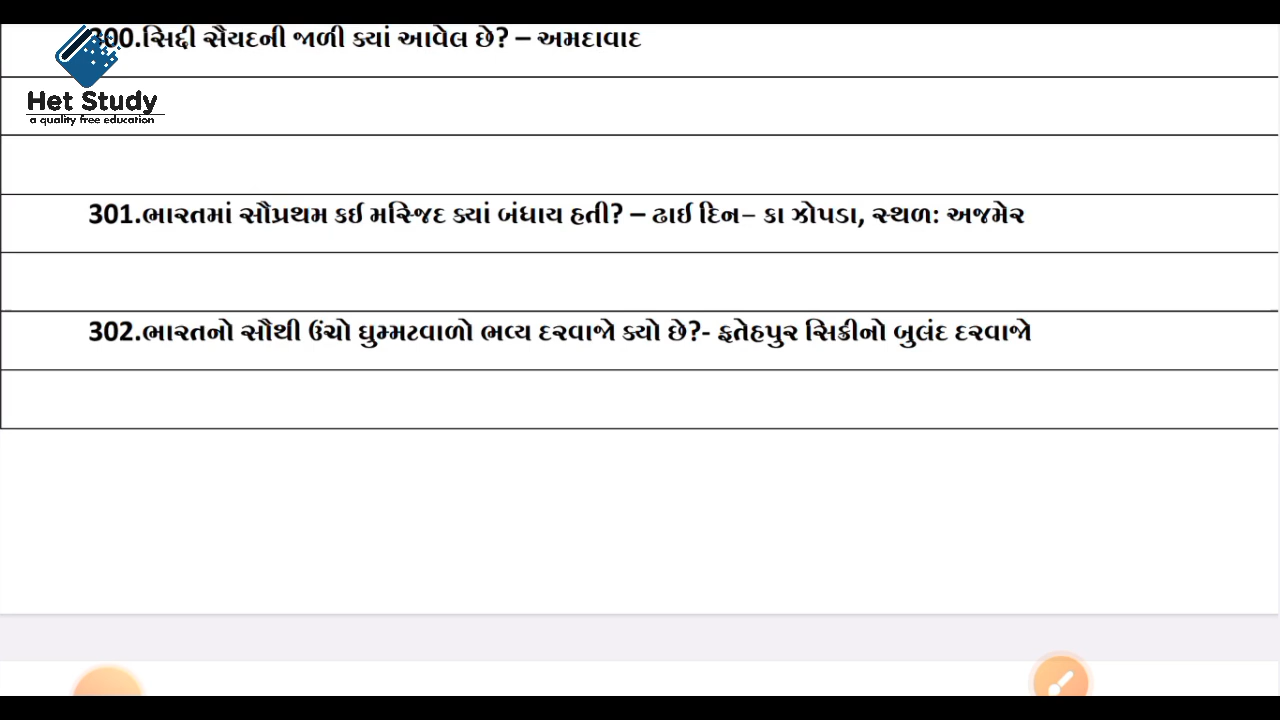 300.સિદ્દી સૈયદની જાળી ક્યાં આવેલ છે? – અમદાવાદ
Het Study
a quality free education
301.ભારતમાં સૌપ્રથમ કઈ મસ્જિદ ક્યાં બંધાય હતી? – ઢાઈ દિન– કા ઝોપડા, સ્થળ: અજમેર
302.ભારતનો સૌથી ઉંચો ઘુમ્મટવાળો ભવ્ય દરવાજો ક્યો છે?- ફતેહપુર સિક્રીનો બુલંદ દરવાજો